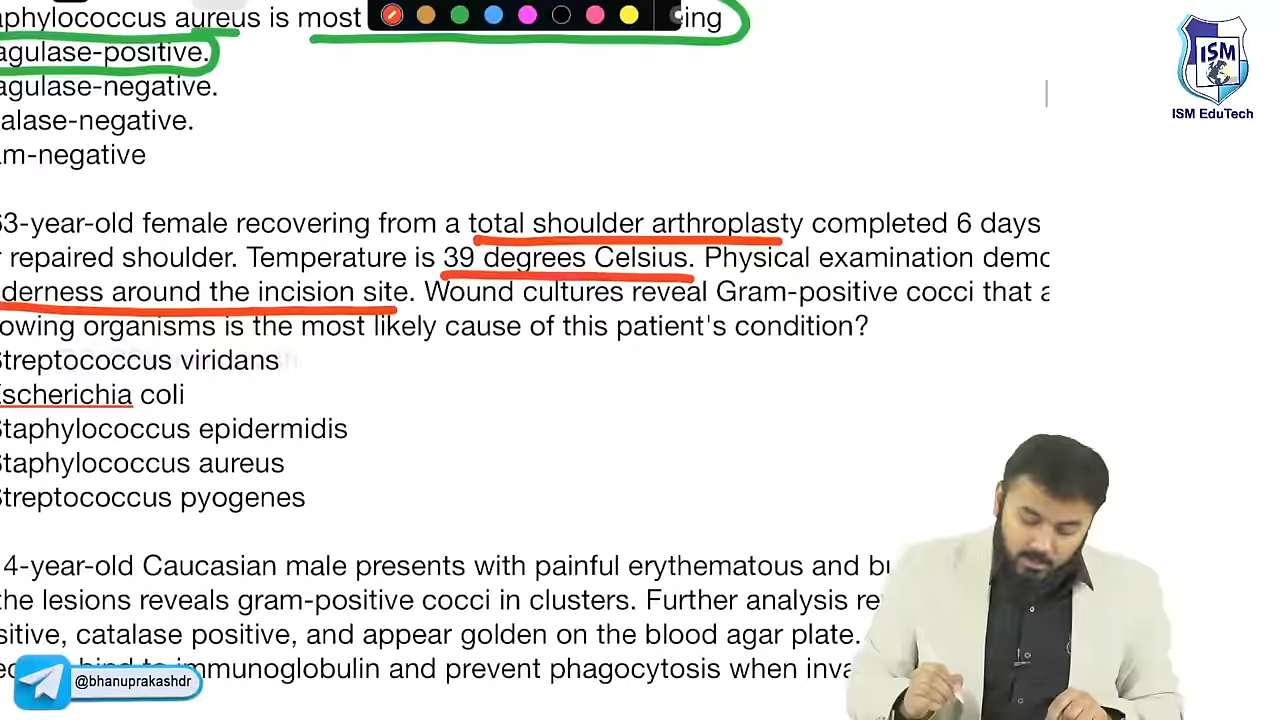 aphylococcus aureus is most ing
agulase-positive.
agulase-negative.
alase-negative.
am-negative
63-year-old female recovering from a total shoulder arthroplasty completed 6 days
r repaired shoulder. Temperature is 39 degrees Celsius. Physical examination demo
derness around the incision site. Wound cultures reveal Gram-positive cocci that a
owing organisms is the most likely cause of this patient's condition?
Streptococcus viridans
Escherichia coli
Staphylococcus epidermidis
Staphylococcus aureus
Streptococcus pyogenes
4-year-old Caucasian male presents with painful erythematous and bu
the lesions reveals gram-positive cocci in clusters. Further analysis re
sitive, catalase positive, and appear golden on the blood agar plate.
bind to immunoglobulin and prevent phagocytosis when inva
@bhanuprakashdr
ISM
ISM EduTech